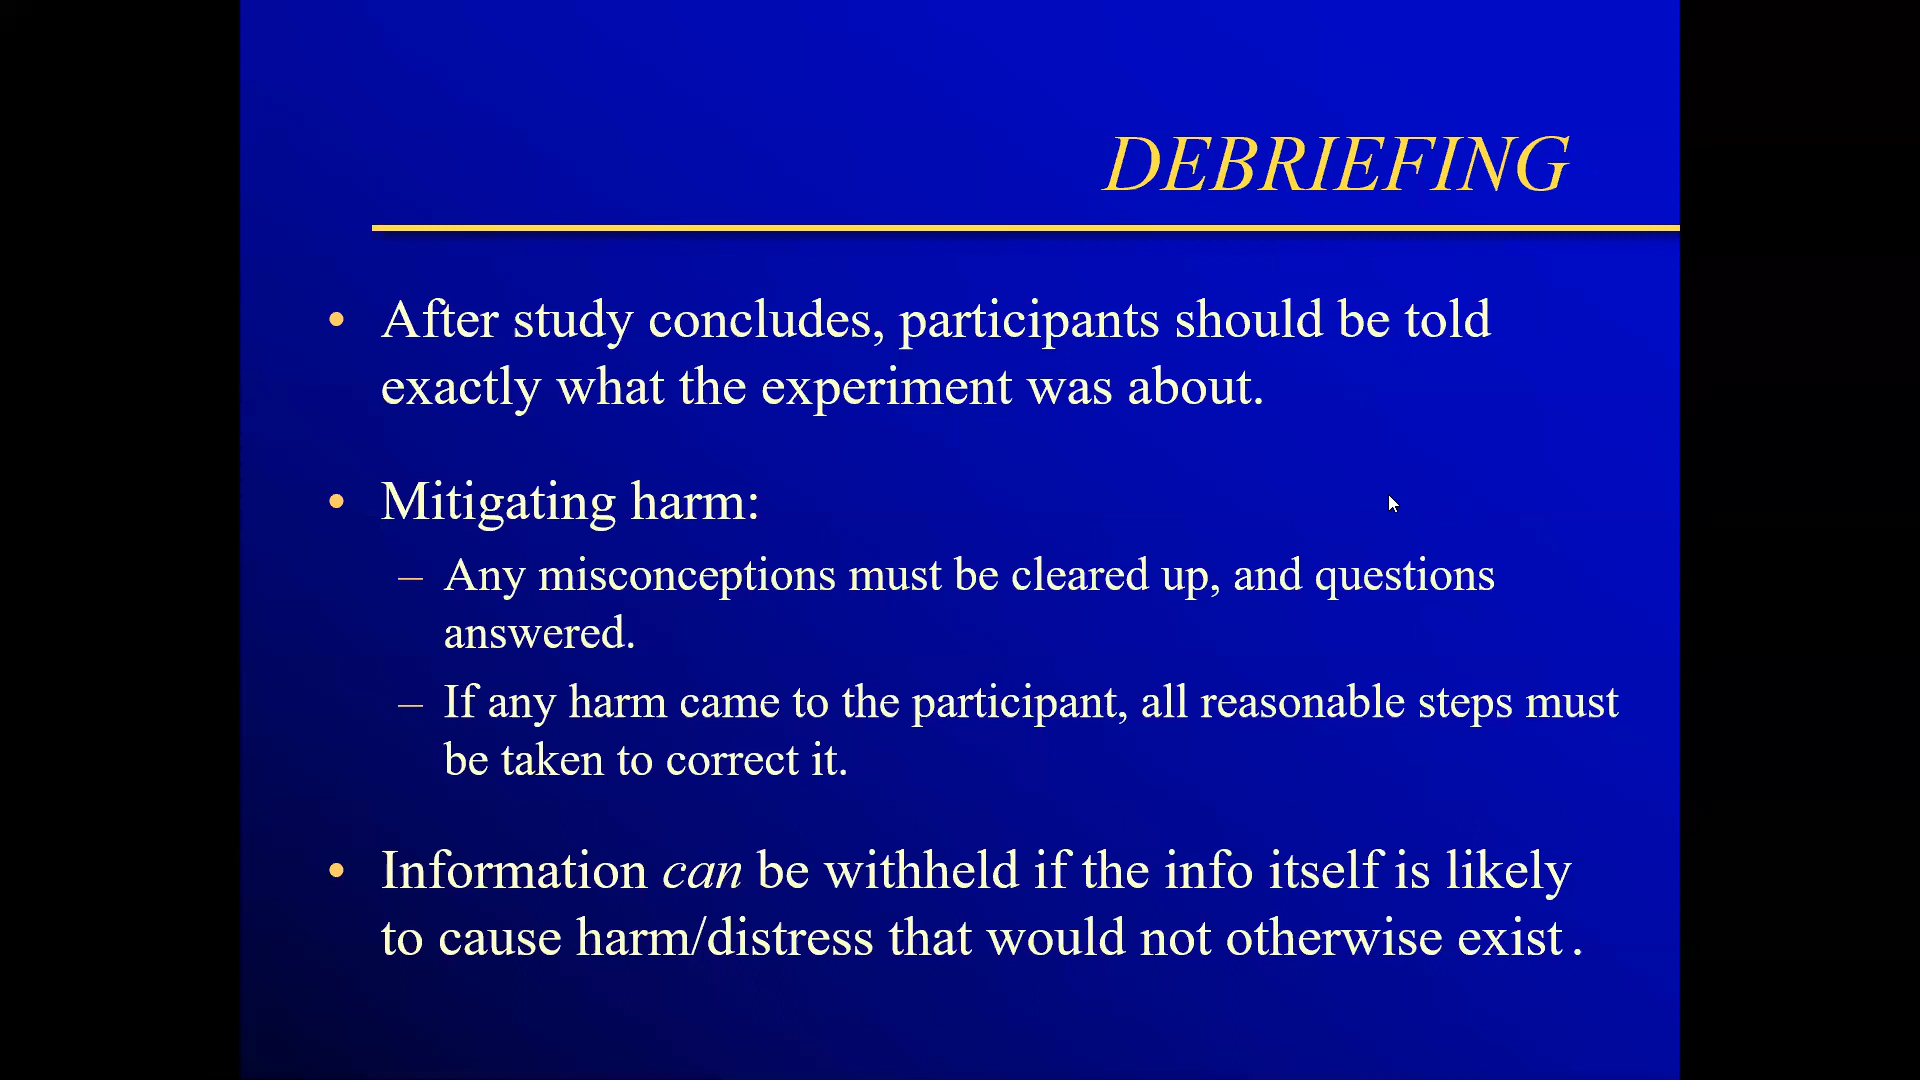 DEBRIEFING
• After study concludes, participants should be told
exactly what the experiment was about.
• Mitigating harm:
– Any misconceptions must be cleared up, and questions
answered.
– If any harm came to the participant, all reasonable steps must
be taken to correct it.
• Information can be withheld if the info itself is likely
to cause harm/distress that would not otherwise exist.